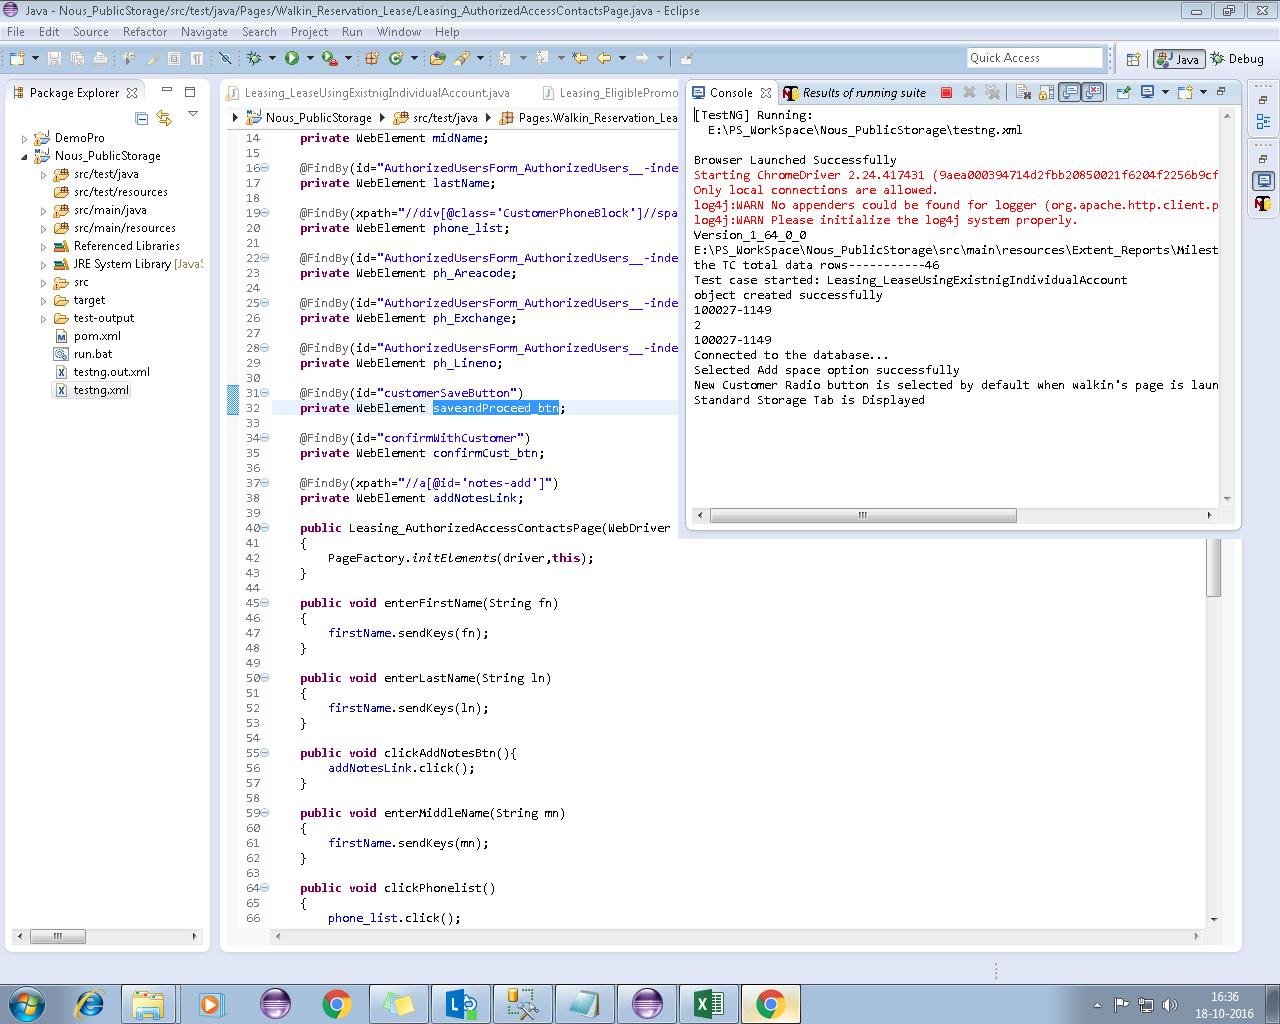 Java - Nous_PublicStorage/src/test/java/Pages/Walkin_Reservation_Lease/Leasing_AuthorizedAccessContactsPage.java - Eclipse
File Edit Source Refactor Navigate Search Project Run Window Help
Quick Access
Java
Debug
Package Explorer
DemoPro
Nous_PublicStorage
src/test/java
src/test/resources
src/main/java
src/main/resources
Referenced Libraries
JRE System Library [JavaS
src
target
test-output
pom.xml
run.bat
testng.out.xml
testng.xml
Leasing_LeaseUsingExistnigIndividualAccount.java
Leasing_EligiblePromo
Nous_PublicStorage
src/test/java
Pages.Walkin_Reservation_Lea
14 private WebElement midName;
15
16 @FindBy(id="AuthorizedUsersForm_AuthorizedUsers__-inde
17 private WebElement lastName;
18
19 @FindBy(xpath="//div[@class='CustomerPhoneBlock']//spa
20 private WebElement phone_list;
21
22 @FindBy(id="AuthorizedUsersForm_AuthorizedUsers__-inde
23 private WebElement ph_Areacode;
24
25 @FindBy(id="AuthorizedUsersForm_AuthorizedUsers__-inde
26 private WebElement ph_Exchange;
27
28 @FindBy(id="AuthorizedUsersForm_AuthorizedUsers__-inde
29 private WebElement ph_Lineno;
30
31 @FindBy(id="customerSaveButton")
32 private WebElement saveandProceed_btn;
33
34 @FindBy(id="confirmWithCustomer")
35 private WebElement confirmCust_btn;
36
37 @FindBy(xpath="//a[@id='notes-add']")
38 private WebElement addNotesLink;
39
40 public Leasing_AuthorizedAccessContactsPage(WebDriver
41 {
42 PageFactory.initElements(driver,this);
43 }
44
45 public void enterFirstName(String fn)
46 {
47 firstName.sendKeys(fn);
48 }
49
50 public void enterLastName(String ln)
51 {
52 firstName.sendKeys(ln);
53 }
54
55 public void clickAddNotesBtn(){
56 addNotesLink.click();
57 }
58
59 public void enterMiddleName(String mn)
60 {
61 firstName.sendKeys(mn);
62 }
63
64 public void clickPhonelist()
65 {
66 phone_list.click();
Console
Results of running suite
[TestNG] Running:
E:\PS_WorkSpace\Nous_PublicStorage\testng.xml
Browser Launched Successfully
Starting ChromeDriver 2.24.417431 (9aea000394714d2fbb20850021f6204f2256b9cf
Only local connections are allowed.
log4j:WARN No appenders could be found for logger (org.apache.http.client.p
log4j:WARN Please initialize the log4j system properly.
Version_1_64_0_0
E:\PS_WorkSpace\Nous_PublicStorage\src\main\resources\Extent_Reports\Milest
the TC total data rows-----------46
Test case started: Leasing_LeaseUsingExistnigIndividualAccount
object created successfully
100027-1149
2
100027-1149
Connected to the database...
Selected Add space option successfully
New Customer Radio button is selected by default when walkin's page is laun
Standard Storage Tab is Displayed
16:36
18-10-2016